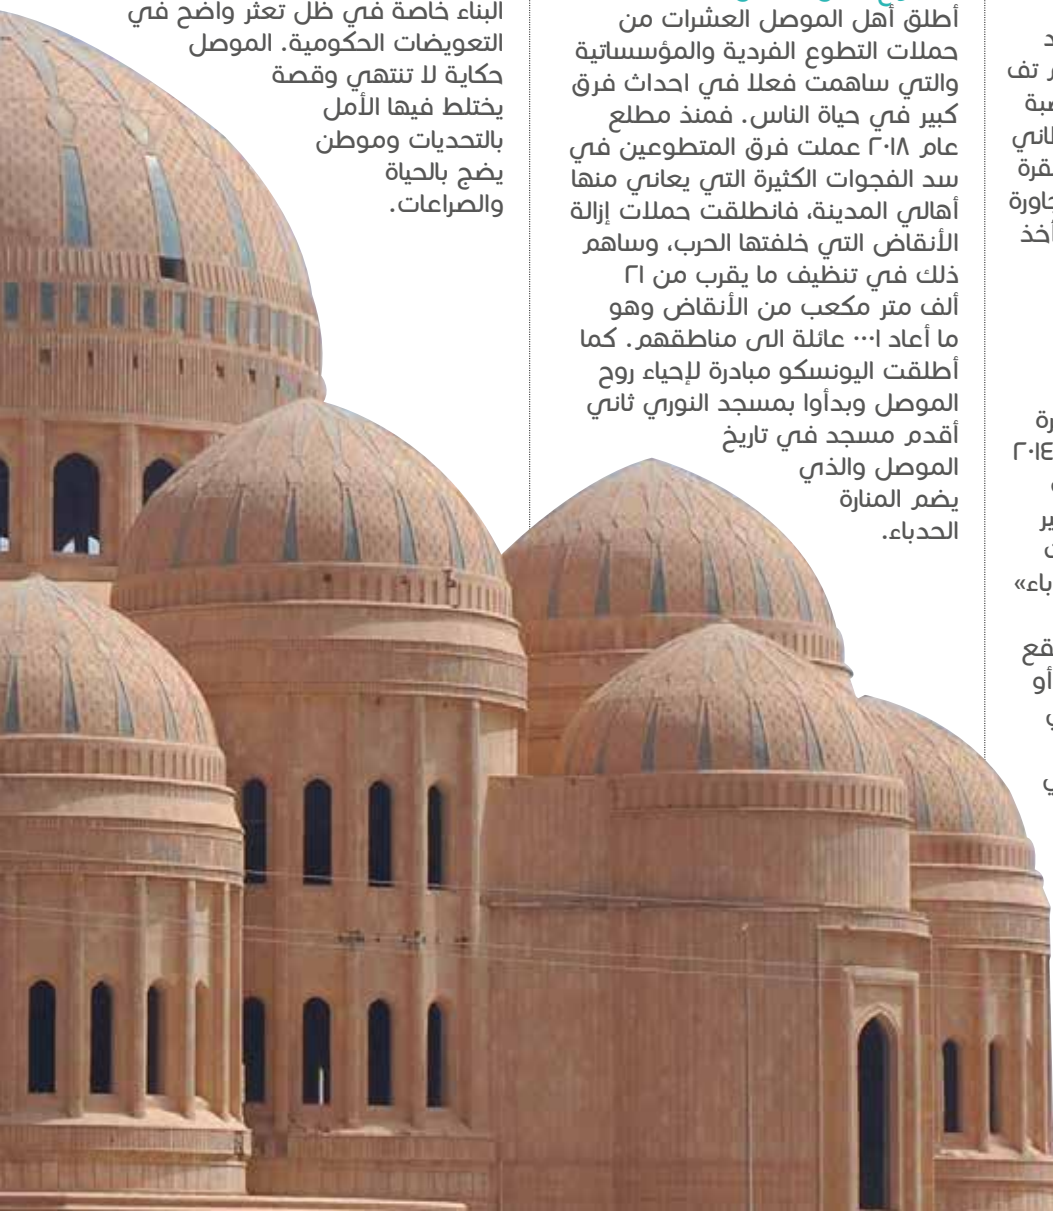 تف
٢٠١٤
أو
أطلق أهل الموصل العشرات من
حملات التطوع الفردية والمؤسساتية
والتي ساهمت فعلا في احداث فرق
كبير في حياة الناس. فمنذ مطلع
عام ٢٠١٨ عملت فرق المتطوعين في
سد الفجوات الكثيرة التي يعاني منها
أهالي المدينة، فانطلقت حملات إزالة
الأنقاض التي خلفتها الحرب، وساهم
ذلك في تنظيف ما يقرب من ٢١
ألف متر مكعب من الأنقاض وهو
ما أعاد ١٠٠٠ عائلة الى مناطقهم. كما
أطلقت اليونسكو مبادرة لإحياء روح
الموصل وبدأوا بمسجد النوري ثاني
أقدم مسجد في تاريخ
الموصل والذي
يضم المنارة
الحدباء.
البناء خاصة في ظل تعثر واضح في
التعويضات الحكومية. الموصل
حكاية لا تنتهي وقصة
يختلط فيها الأمل
بالتحديات وموطن
يضج بالحياة
والصراعات.